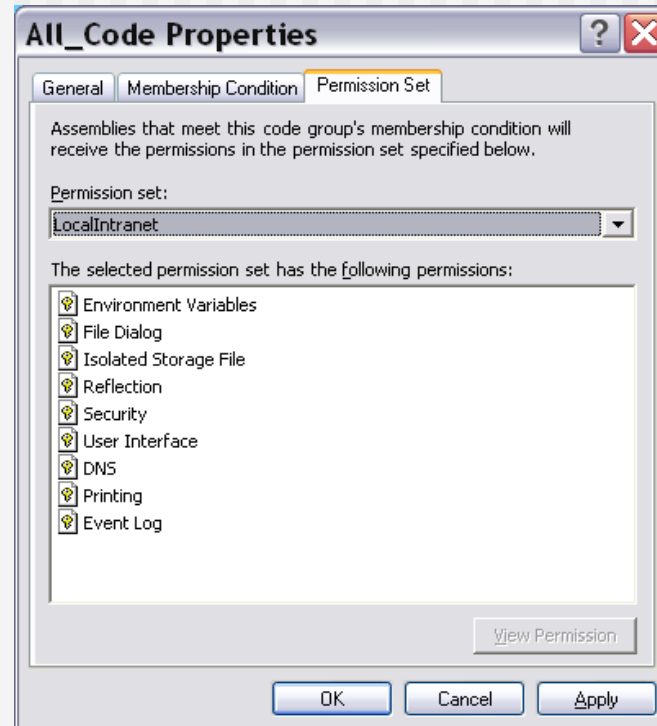 All_Code Properties
?
General Membership Condition Permission Set
Assemblies that meet this code group's membership condition will
receive the permissions in the permission set specified below.
Permission set:
LocalIntranet
The selected permission set has the following permissions:
Environment Variables
File Dialog
Isolated Storage File
Reflection
Security
User Interface
DNS
Printing
Event Log
View Permission
OK Cancel Apply